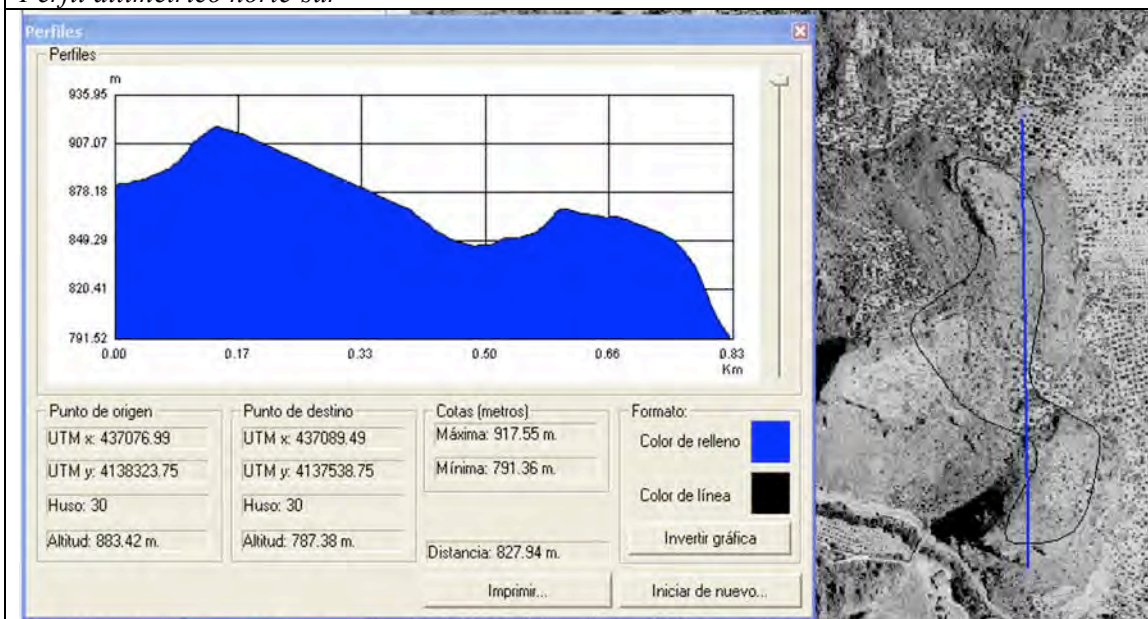 Perfil altimétrico norte-sur
Perfiles
Perfiles
m
935.95
907.07
878.18
849.29
820.41
791.52
0.00 0.17 0.33 0.50 0.66 0.83
Km
Punto de origen
UTM x: 437076.99
UTM y: 4138323.75
Huso: 30
Altitud: 883.42 m.
Punto de destino
UTM x: 437089.49
UTM y: 4137538.75
Huso: 30
Altitud: 787.38 m.
Cotas (metros)
Máxima: 917.55 m.
Mínima: 791.36 m.
Distancia: 827.94 m.
Formato:
Color de relleno
Color de línea
Invertir gráfica
Imprimir...
Iniciar de nuevo...